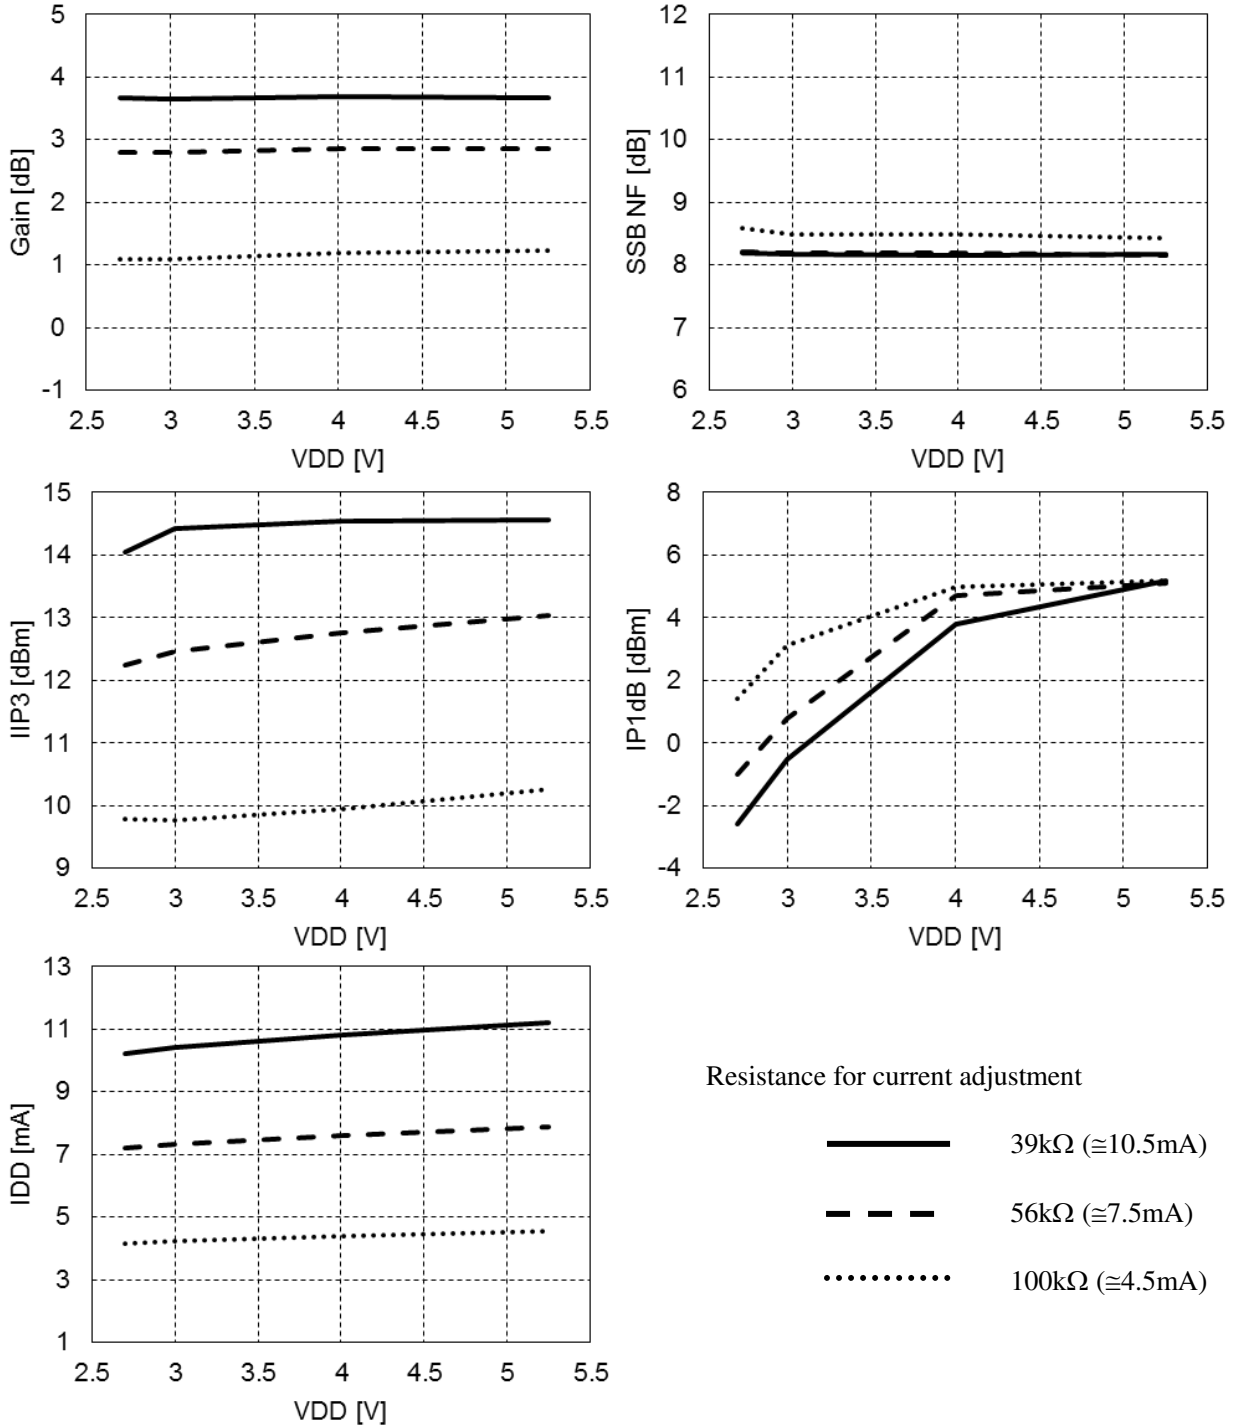 5
4
3
2
1
0
-1
Gain [dB]
2.5 3 3.5 4 4.5 5 5.5
VDD [V]
12
11
10
9
8
7
6
SSB NF [dB]
2.5 3 3.5 4 4.5 5 5.5
VDD [V]
15
14
13
12
11
10
9
IIP3 [dBm]
2.5 3 3.5 4 4.5 5 5.5
VDD [V]
8
6
4
2
0
-2
-4
IP1dB [dBm]
2.5 3 3.5 4 4.5 5 5.5
VDD [V]
13
11
9
7
5
3
1
IDD [mA]
2.5 3 3.5 4 4.5 5 5.5
VDD [V]
Resistance for current adjustment
39kΩ (≅10.5mA)
56kΩ (≅7.5mA)
100kΩ (≅4.5mA)